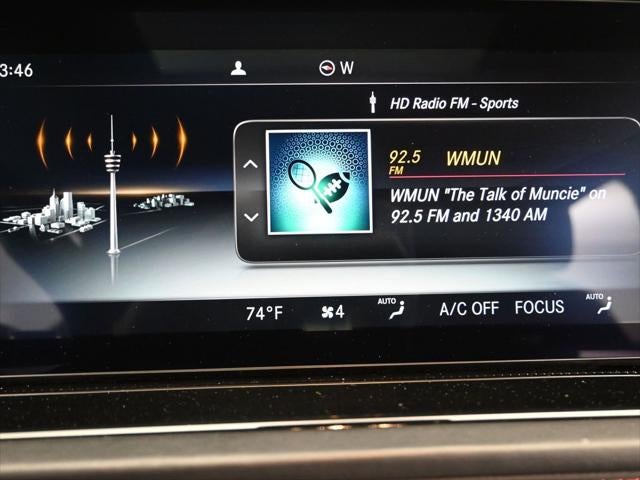 3:46
W
HD Radio FM - Sports
92.5 WMUN
FM
WMUN "The Talk of Muncie" on
92.5 FM and 1340 AM
74°F 4 AUTO A/C OFF FOCUS AUTO